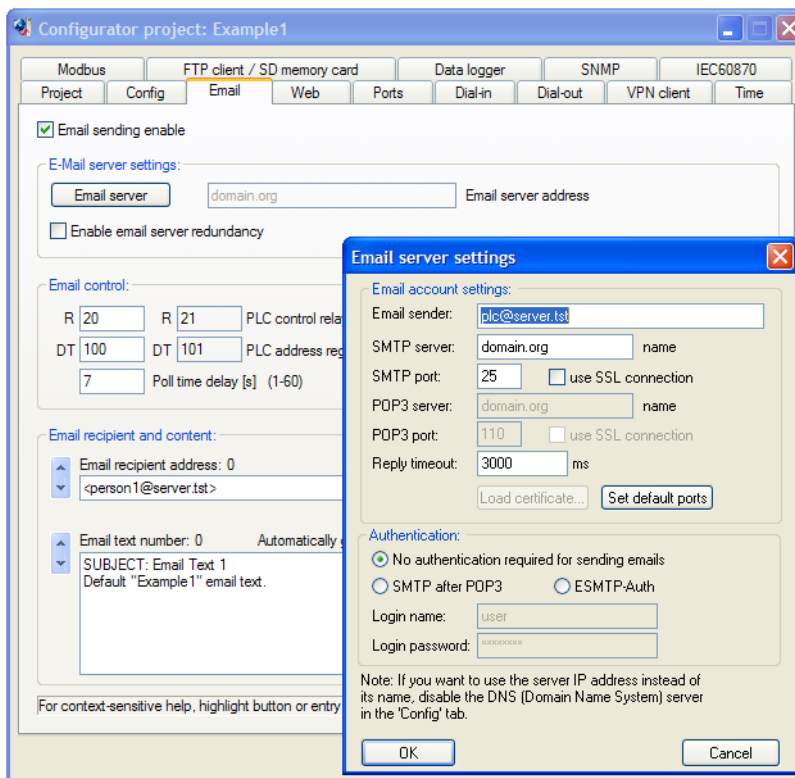 Configurator project: Example1
Modbus FTP client / SD memory card Data logger SNMP IEC60870
Project Config Email Web Ports Dial-in Dial-out VPN client Time
Email sending enable
E-Mail server settings:
Email server domain.org Email server address
Enable email server redundancy
Email control:
R 20 R 21 PLC control rela
DT 100 DT 101 PLC address reg
7 Poll time delay [s] (1-60)
Email recipient and content:
Email recipient address: 0
<person1@server.tst>
Email text number: 0 Automatically
SUBJECT: Email Text 1
Default "Example1" email text.
For context-sensitive help, highlight button or entry
Email server settings
Email account settings:
Email sender: plc@server.tst
SMTP server: domain.org name
SMTP port: 25 use SSL connection
POP3 server: domain.org name
POP3 port: 110 use SSL connection
Reply timeout: 3000 ms
Load certificate... Set default ports
Authentication:
No authentication required for sending emails
SMTP after POP3 ESMTP-Auth
Login name: user
Login password: ********
Note: If you want to use the server IP address instead of
its name, disable the DNS (Domain Name System) server
in the 'Config' tab.
OK Cancel